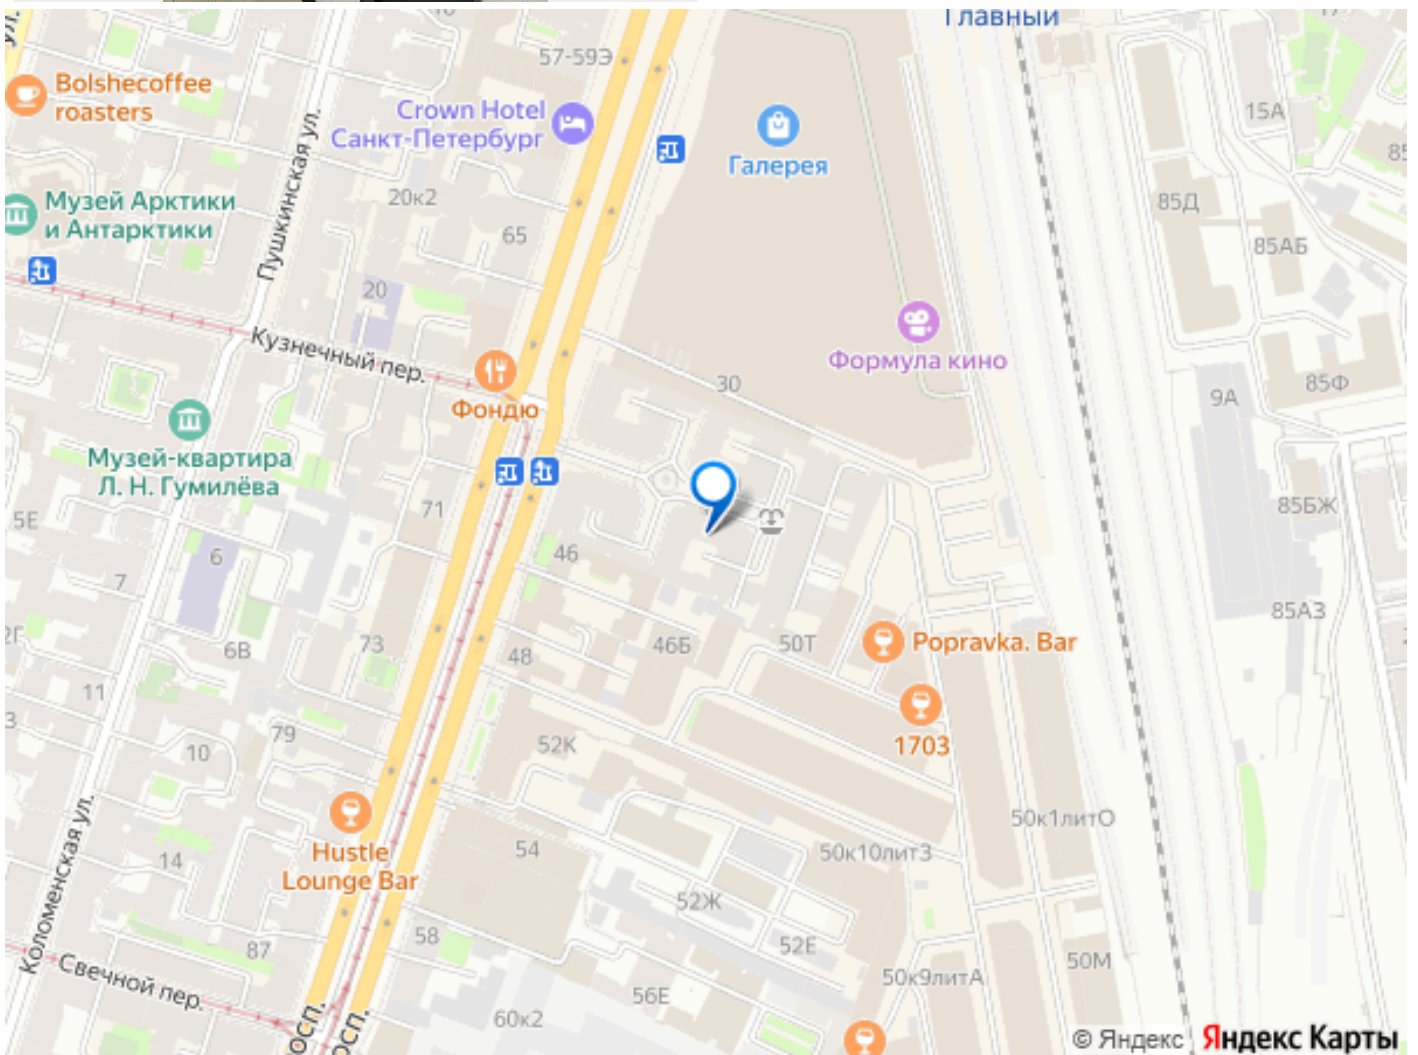 Главный
57-59Э
Bolshecoffee
roasters
Crown Hotel
Санкт-Петербург
15А
Галерея
Пушкинская ул.
Музей Арктики
и Антарктики
20к2
65
85Д
85АБ
20
Кузнечный пер.
Формула кино
30
85Ф
9А
Фондю
Музей-квартира
Л. Н. Гумилёва
71
5Е
85БЖ
6
46
7
85АЗ
6В
73
48
46Б
50Т
Popravka. Bar
11
79
10
52К
1703
50к1литО
Hustle
Lounge Bar
14
54
50к10литЗ
52Ж
Коломенская ул.
58
87
52Е
Свечной пер.
50к9литА
50М
56Е
60к2
© Яндекс
Яндекс Карты